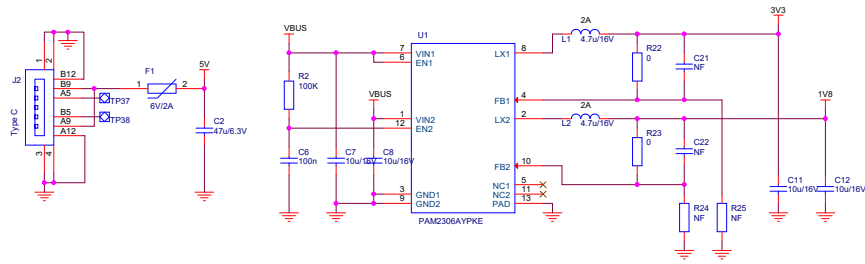 J2
Type C
1
2
B12
B9
A5
B5
A9
A12
3
4
TP37
TP38
F1
1
2
6V/2A
5V
C2
47u/6.3V
VBUS
R2
100K
C6
100n
C7
10u/16V
VBUS
C8
10u/16V
U1
7
VIN1
6
EN1
1
VIN2
12
EN2
3
GND1
9
GND2
LX1
8
FB1
4
LX2
2
FB2
10
NC1
5
NC2
11
PAD
13
PAM2306AYPKE
2A
L1
4.7u/16V
R22
0
C21
NF
2A
L2
4.7u/16V
R23
0
C22
NF
R24
NF
R25
NF
3V3
1V8
C11
10u/16V
C12
10u/16V